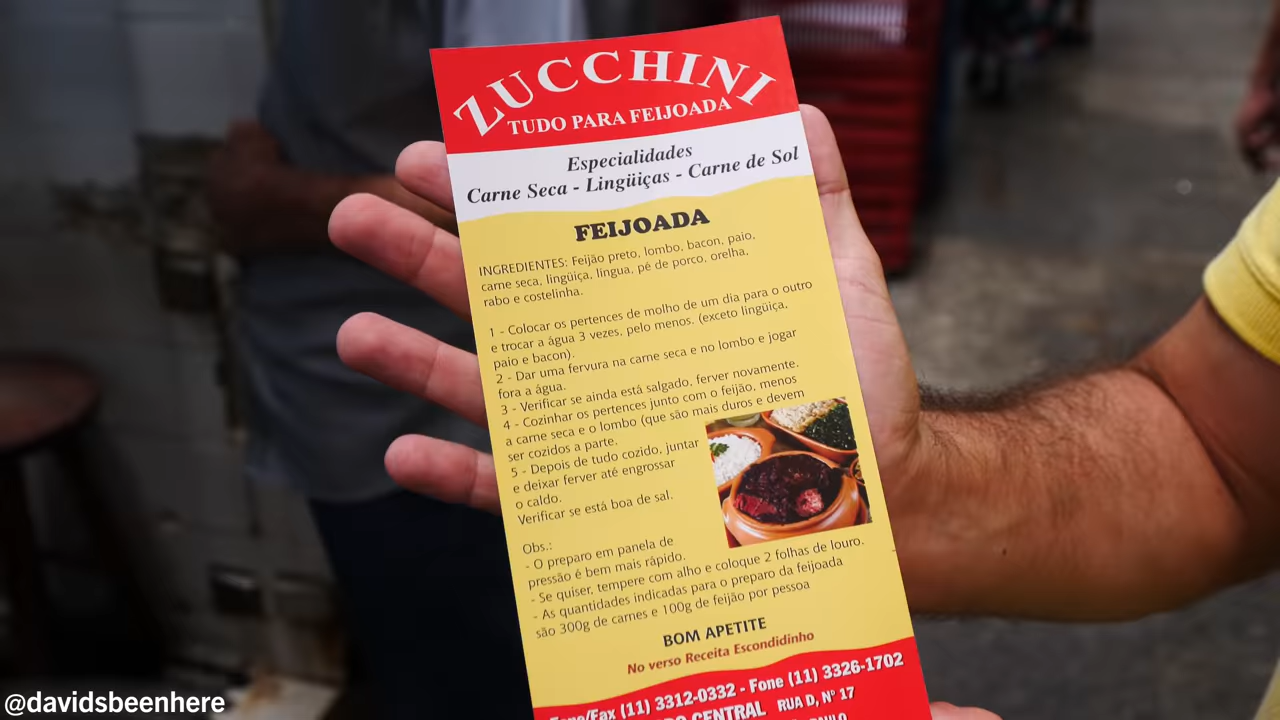 ZUCCHINI
TUDO PARA FEIJOADA
Especialidades
Carne Seca - Lingüiças - Carne de Sol
FEIJOADA
INGREDIENTES: Feijão preto, lombo, bacon, paio,
carne seca, lingüiça, língua, pé de porco, orelha,
rabo e costelinha.
1 - Colocar os pertences de molho de um dia para o outro
e trocar a água 3 vezes, pelo menos. (exceto lingüiça,
paio e bacon).
2 - Dar uma fervura na carne seca e no lombo e jogar
fora a água.
3 - Verificar se ainda está salgado, ferver novamente.
4 - Cozinhar os pertences junto com o feijão, menos
a carne seca e o lombo (que são mais duros e devem
ser cozidos a parte.
5 - Depois de tudo cozido, juntar
e deixar ferver até engrossar
o caldo.
Verificar se está boa de sal.
Obs.:
- O preparo em panela de
pressão é bem mais rápido.
- Se quiser, tempere com alho e coloque 2 folhas de louro.
- As quantidades indicadas para o preparo da feijoada
são 300g de carnes e 100g de feijão por pessoa
BOM APETITE
No verso Receita Escondidinho
Fone/Fax (11) 3312-0332 - Fone (11) 3326-1702
CENTRAL RUA D, Nº 17
PAULO
@davidsbeenhere